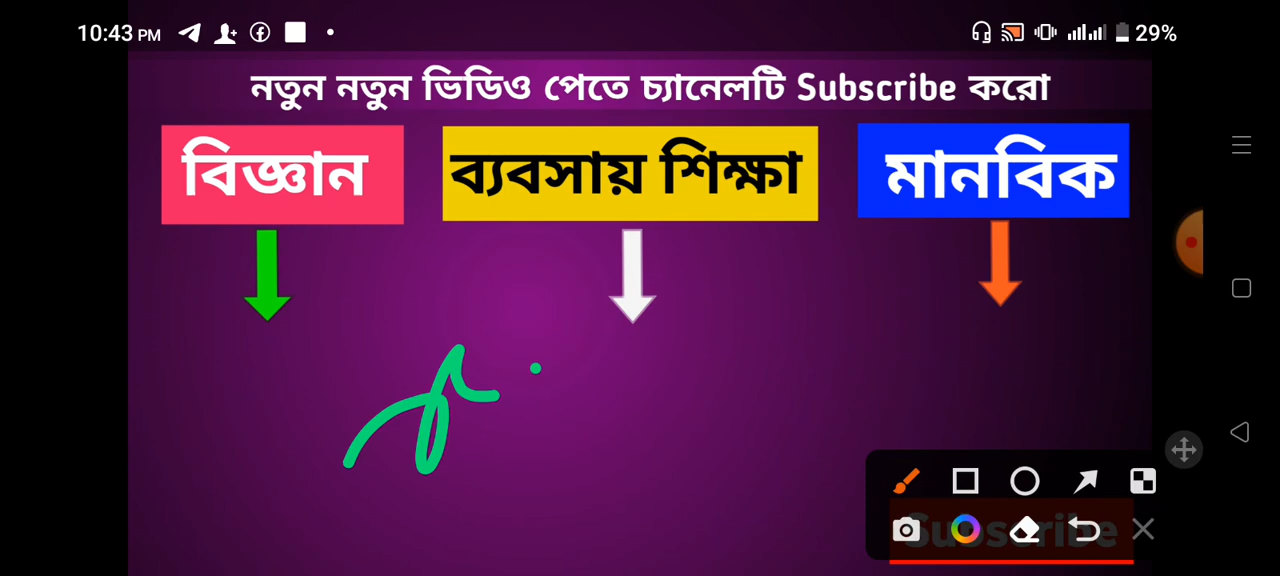 10:43 PM 29%
নতুন নতুন ভিডিও পেতে চ্যানেলটি Subscribe করো
বিজ্ঞান ব্যবসায় শিক্ষা মানবিক
Subscribe